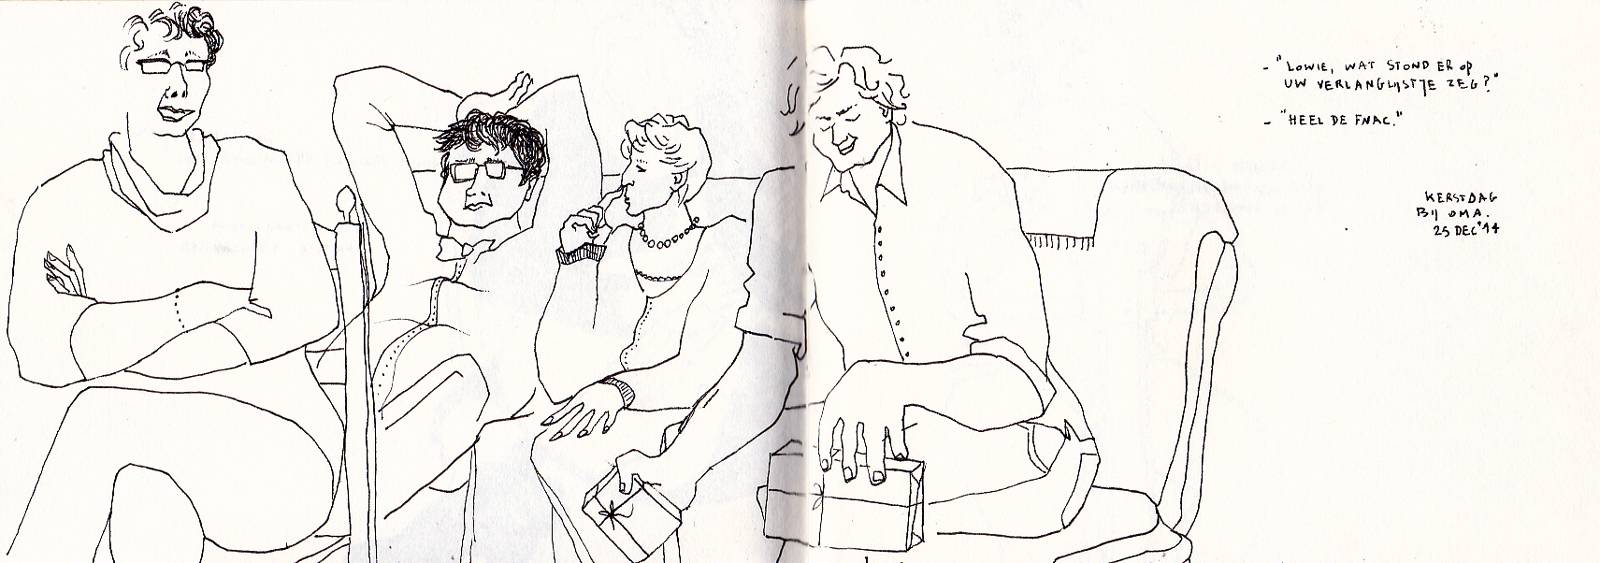 - "LOWIE, WAT STOND ER OP
UW VERLANGLIJSTJE ZEG?"
- "HEEL DE FNAC."
KERSTDAG
BIJ OMA.
25 DEC '14